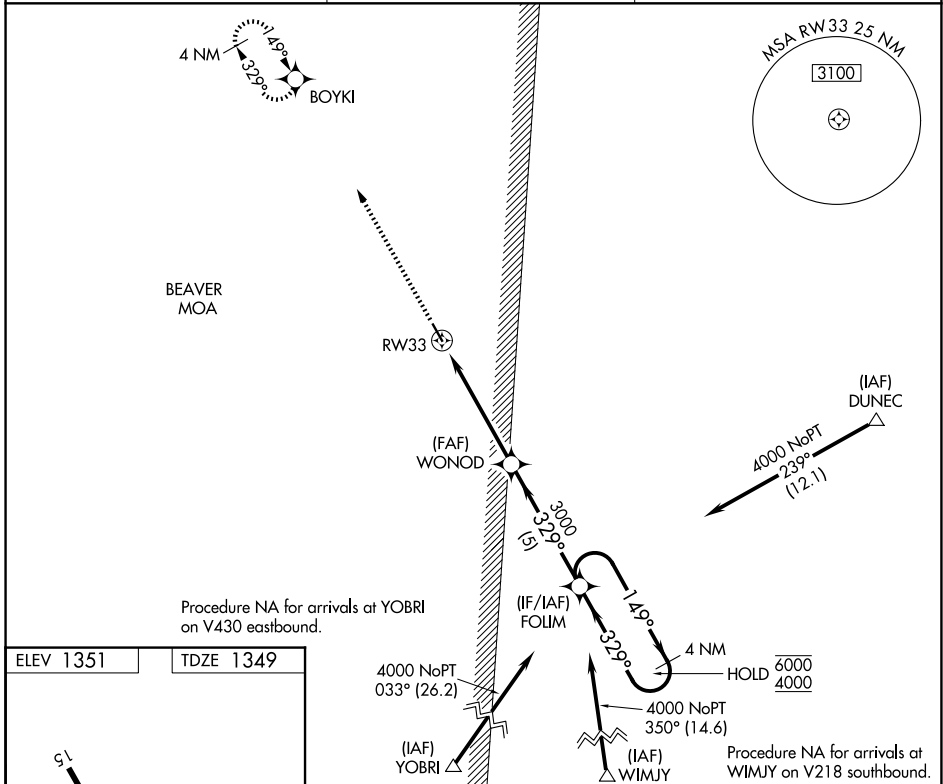 4 NM
149°
329°
BOYKI
MSA RW33 25 NM
3100
BEAVER
MOA
RW33
(IAF)
DUNEC
4000 NoPT
239°
(12.1)
(FAF)
WONOD
3000
329°
(5)
(IF/IAF)
FOLIM
149°
329°
4 NM
HOLD 6000
4000
Procedure NA for arrivals at YOBRI
on V430 eastbound.
ELEV 1351
TDZE 1349
4000 NoPT
033° (26.2)
4000 NoPT
350° (14.6)
(IAF)
YOBRI
(IAF)
WIMJY
Procedure NA for arrivals at
WIMJY on V218 southbound.
15